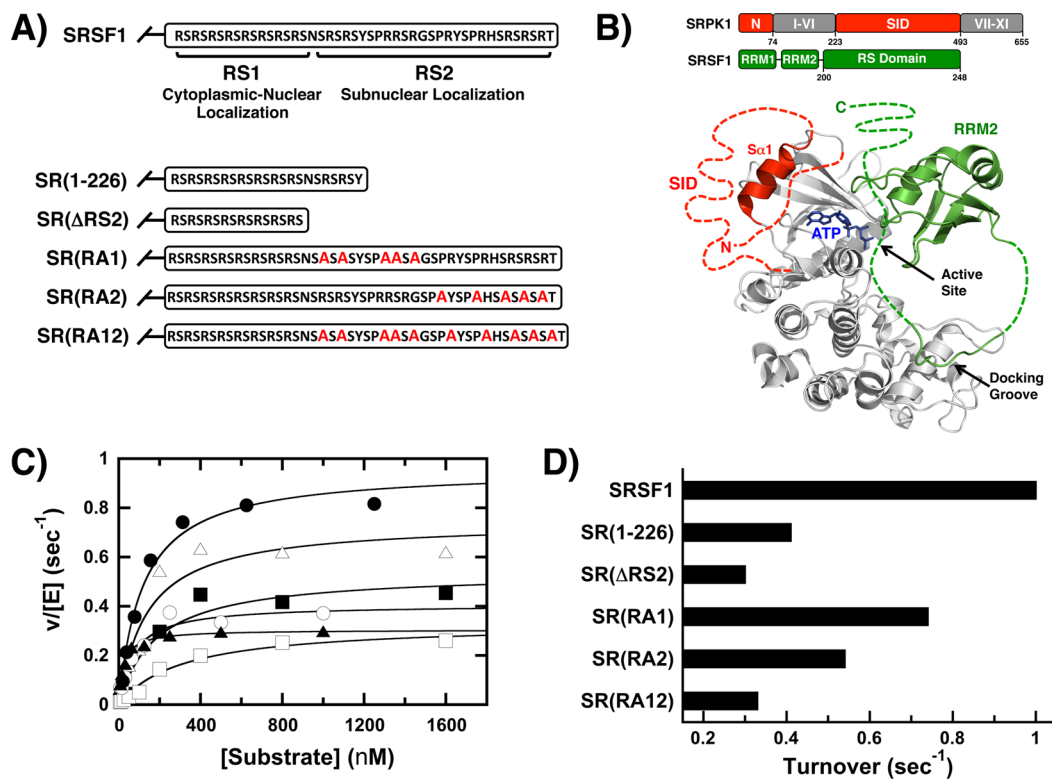 A)
SRSF1
RSRSRSRSRSRSRSRSNSRSRSYSPRRSRGSPRYSPRHSRSRSRT
RS1
RS2
Cytoplasmic-Nuclear
Localization
Subnuclear Localization
SR(1-226)
RSRSRSRSRSRSRSRSNSRSRSY
SR(ΔRS2)
RSRSRSRSRSRSRSRS
SR(RA1)
RSRSRSRSRSRSRSRSNSASASYSPAASAGSPRYSPRHSRSRSRT
SR(RA2)
RSRSRSRSRSRSRSRSNSRSRSYSPRRSRGSPAYSPAHSASASAT
SR(RA12)
RSRSRSRSRSRSRSRSNSASASYSPAASAGSPAYSPAHSASASAT
B)
SRPK1
N
I-VI
SID
VII-XI
74
223
493
655
SRSF1
RRM1
RRM2
RS Domain
200
248
C
RRM2
Sα1
SID
N
ATP
Active
Site
Docking
Groove
C)
v/[E] (sec-1)
1
0.8
0.6
0.4
0.2
0
0
400
800
1200
1600
[Substrate] (nM)
D)
SRSF1
SR(1-226)
SR(ΔRS2)
SR(RA1)
SR(RA2)
SR(RA12)
0.2
0.4
0.6
0.8
1
Turnover (sec-1)